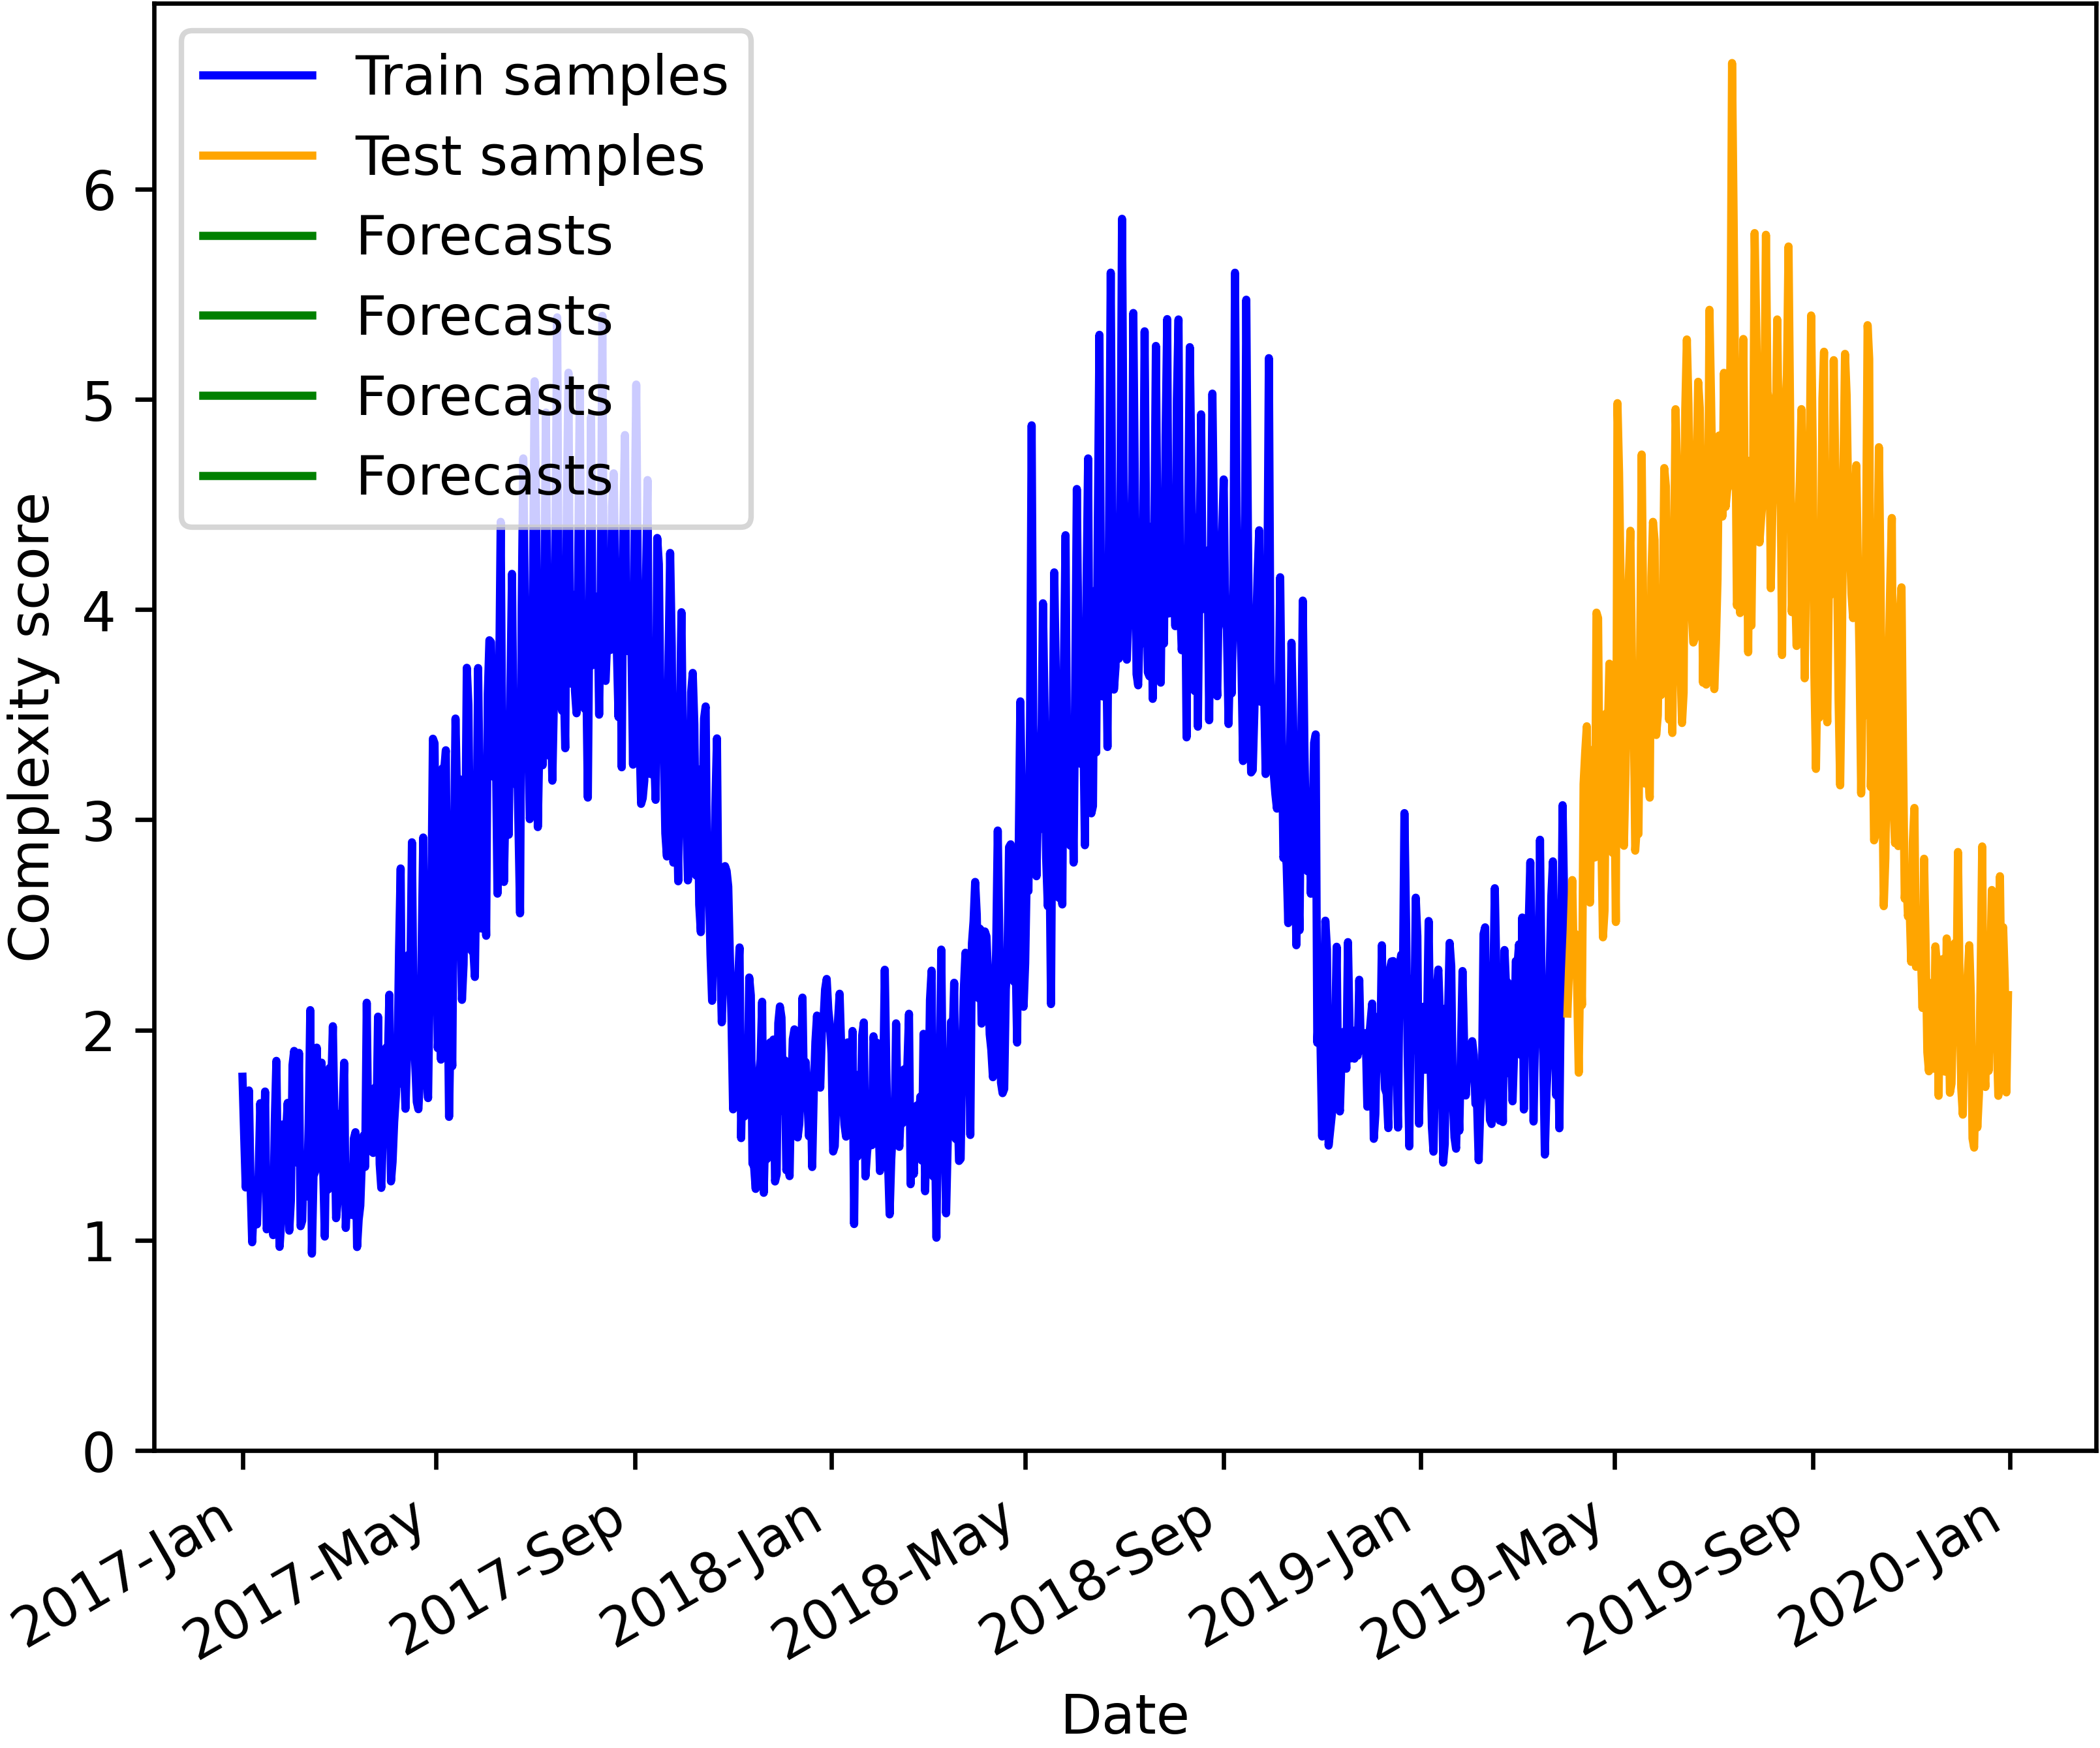 Train samples
Test samples
Forecasts
Forecasts
Forecasts
Forecasts
Complexity score
6
5
4
3
2
1
0
2017-Jan
2017-May
2017-Sep
2018-Jan
2018-May
2018-Sep
2019-Jan
2019-May
2019-Sep
2020-Jan
Date